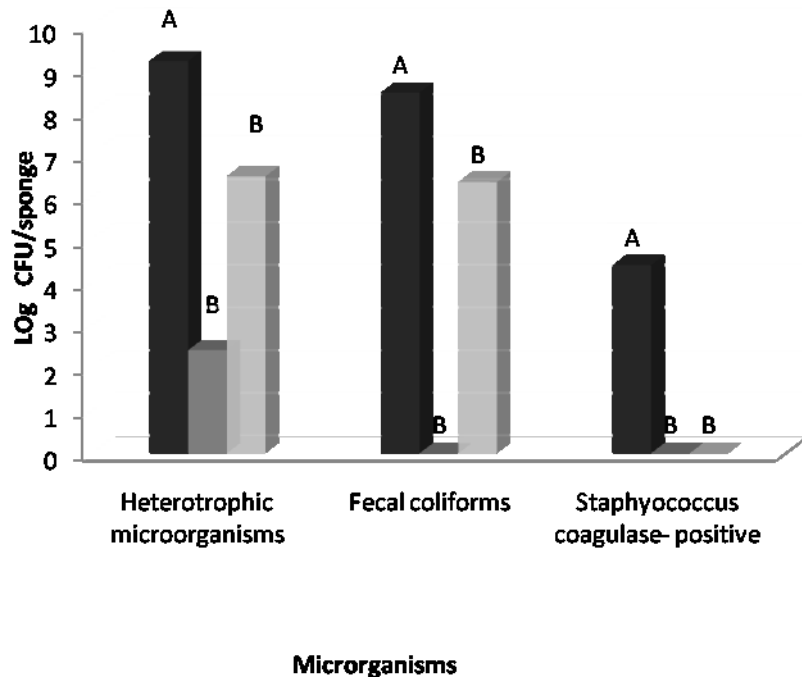 LOg CFU/sponge
10
9
8
7
6
5
4
3
2
1
0
A
B
B
A
B
B
A
B
B
Heterotrophic
microorganisms
Fecal coliforms
Staphyococcus
coagulase- positive
Microrganisms